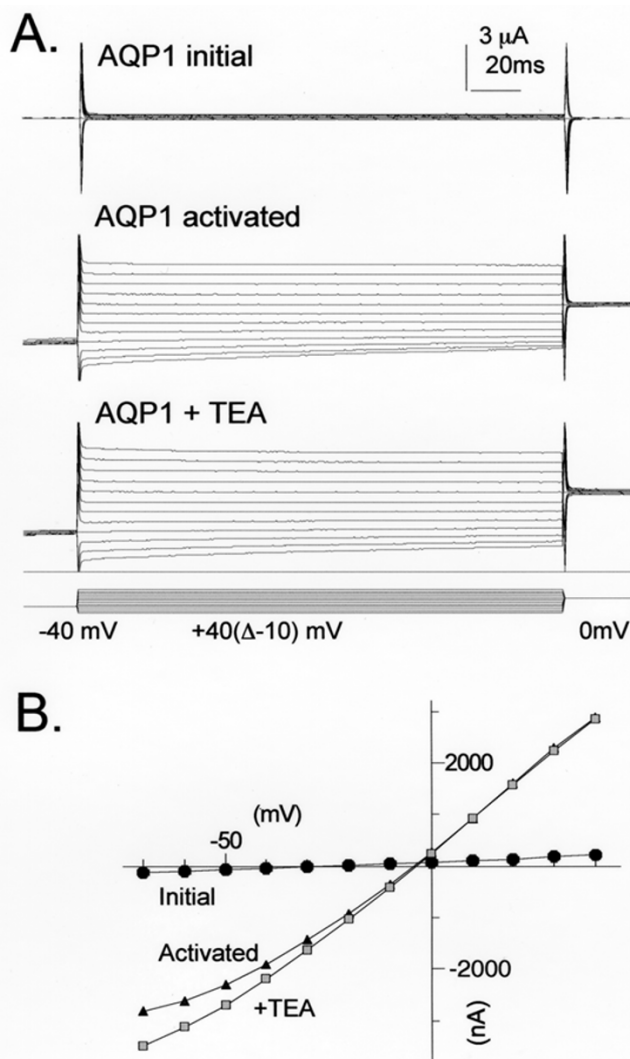 A.
AQP1 initial
3 µA
20ms
AQP1 activated
AQP1 + TEA
-40 mV
+40(Δ-10) mV
0mV
B.
2000
(mV)
-50
Initial
Activated
-2000
+TEA
(nA)